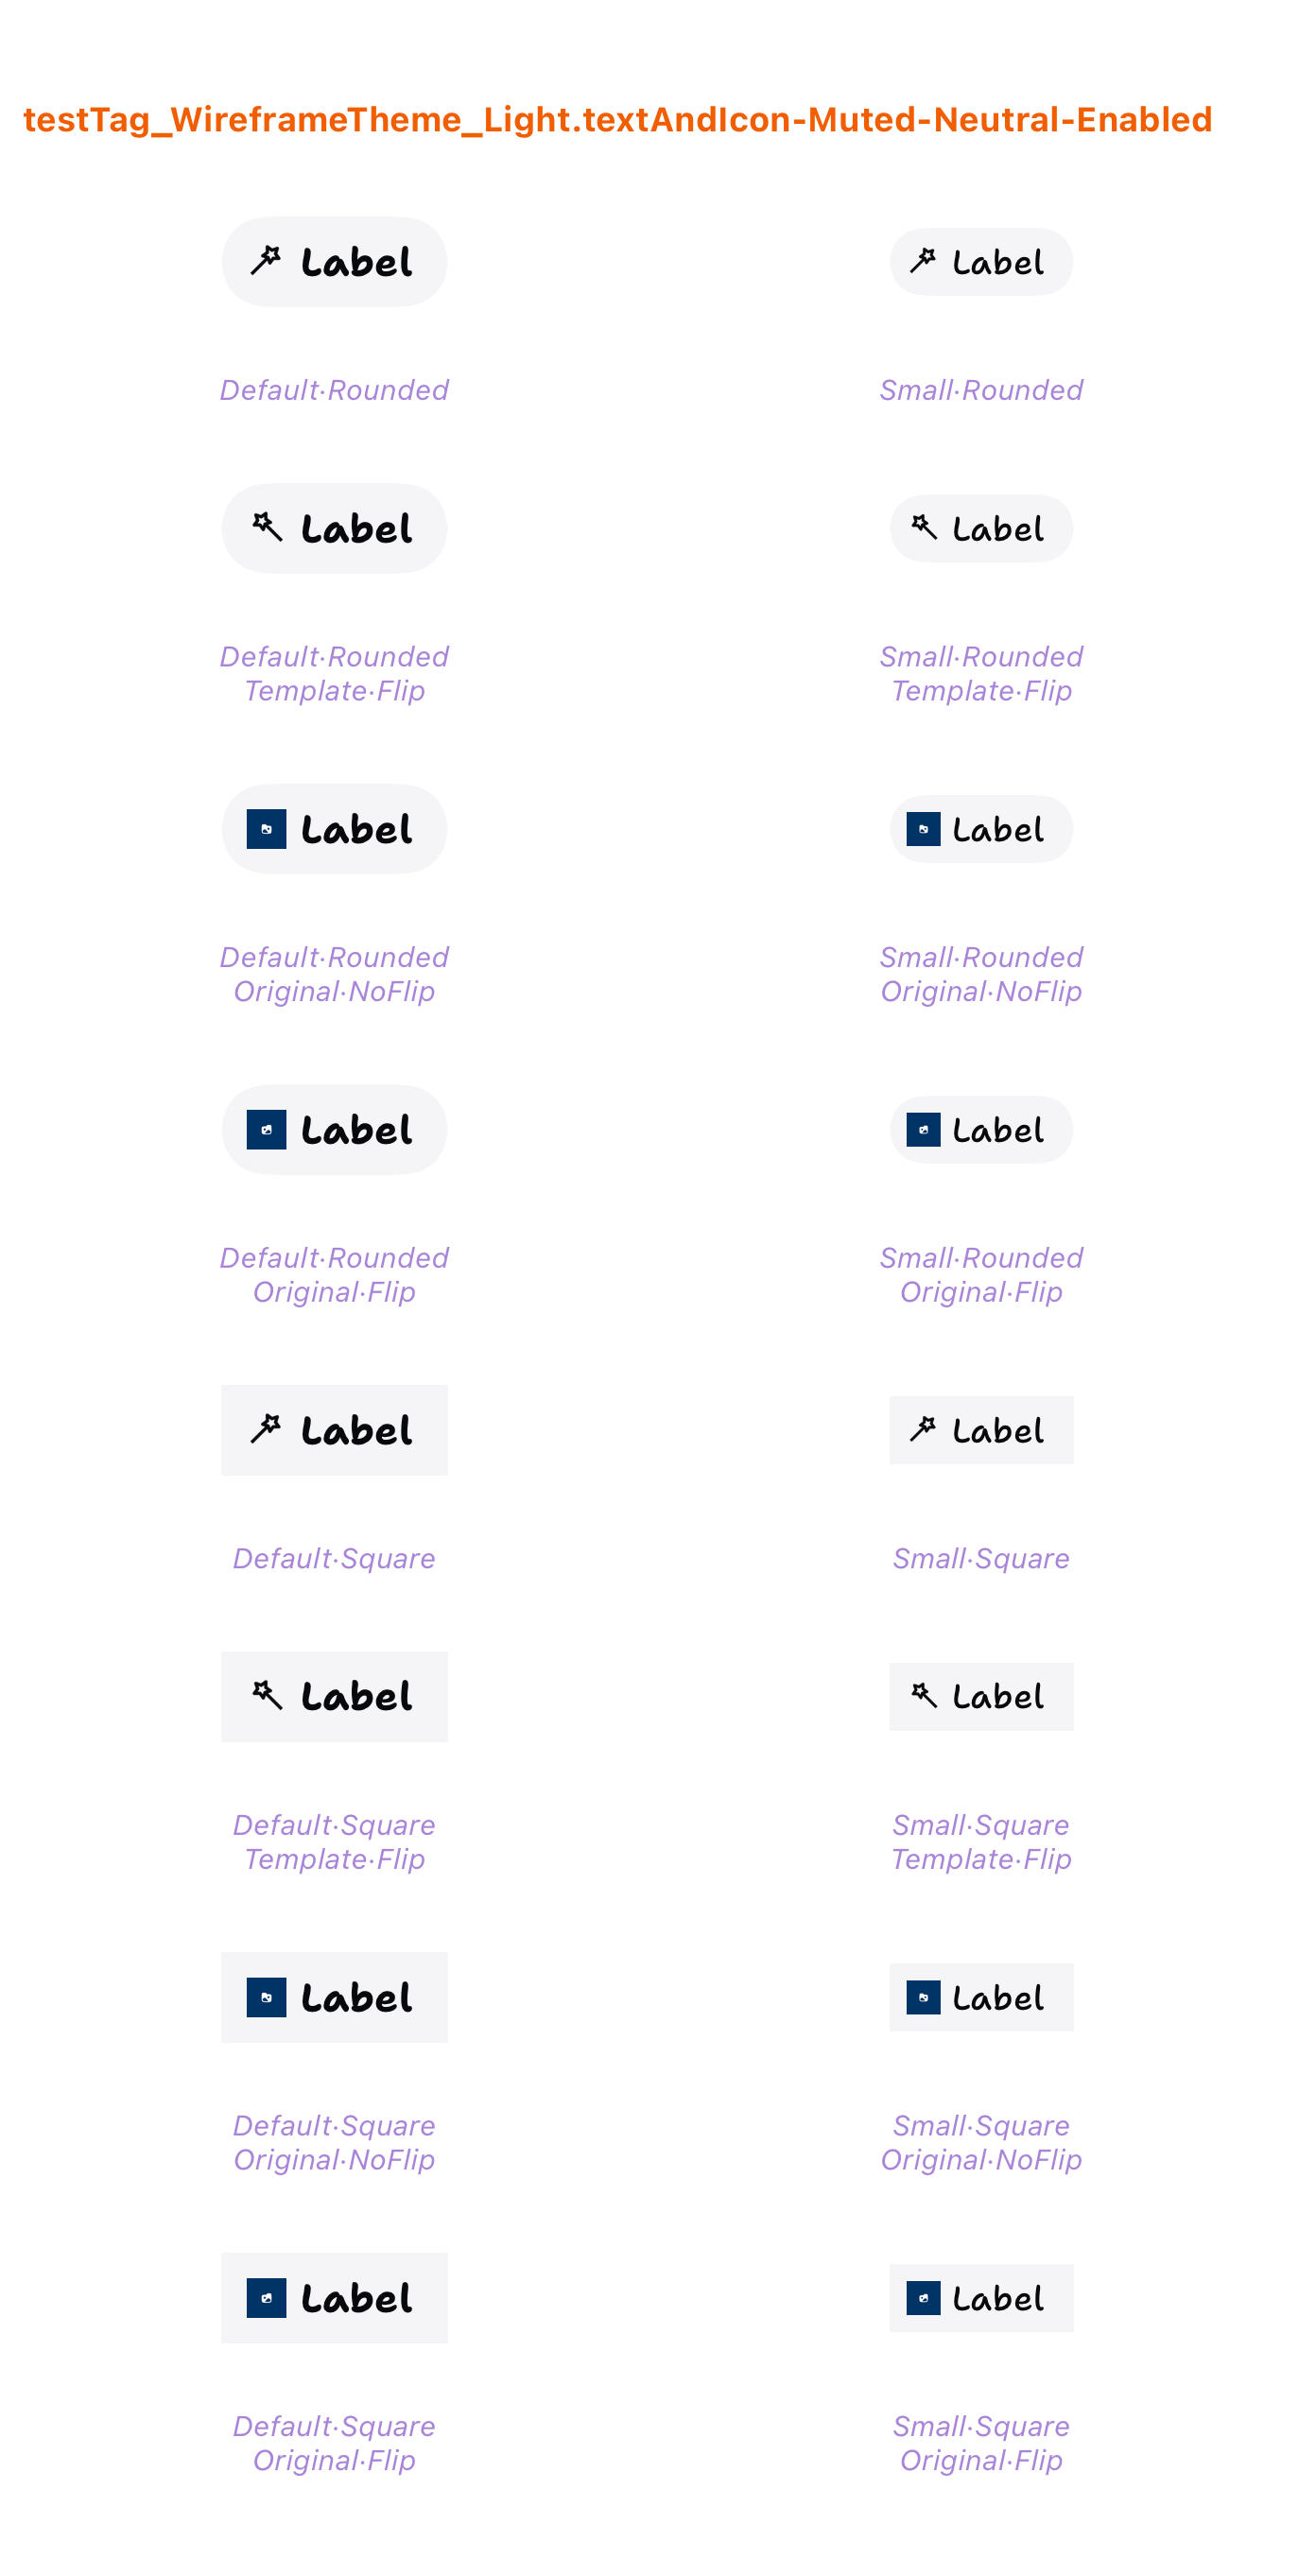 testTag_WireframeTheme_Light.textAndIcon-Muted-Neutral-Enabled
Label
Label
Default·Rounded
Small·Rounded
Label
Label
Default·Rounded
Template·Flip
Small·Rounded
Template·Flip
Label
Label
Default·Rounded
Original·NoFlip
Small·Rounded
Original·NoFlip
Label
Label
Default·Rounded
Original·Flip
Small·Rounded
Original·Flip
Label
Label
Default·Square
Small·Square
Label
Label
Default·Square
Template·Flip
Small·Square
Template·Flip
Label
Label
Default·Square
Original·NoFlip
Small·Square
Original·NoFlip
Label
Label
Default·Square
Original·Flip
Small·Square
Original·Flip